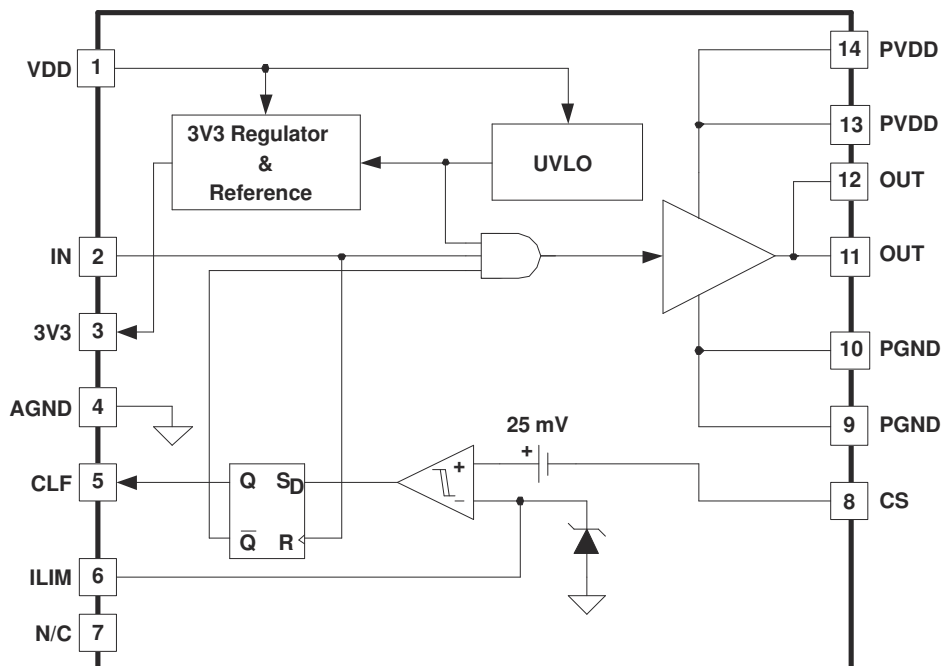 VDD 1
IN 2
3V3 3
AGND 4
CLF 5
ILIM 6
N/C 7
3V3 Regulator
&
Reference
UVLO
25 mV
+
+
–
Q SD
Q̅ R
14 PVDD
13 PVDD
12 OUT
11 OUT
10 PGND
9 PGND
8 CS